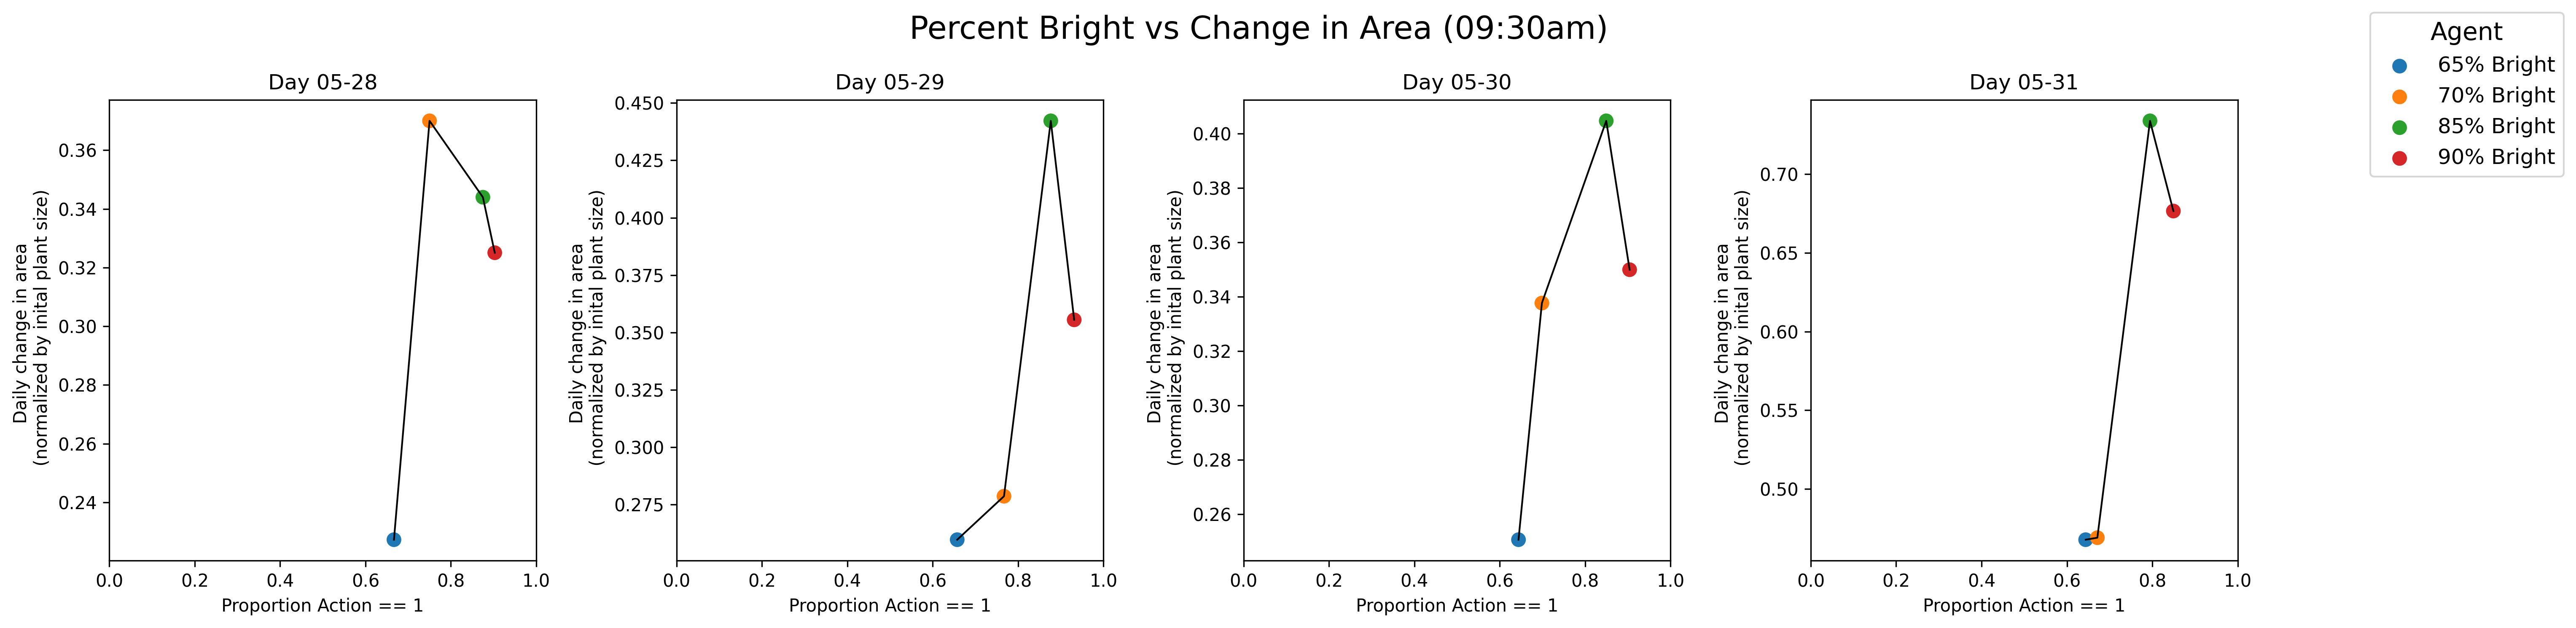 Percent Bright vs Change in Area (09:30am)
Agent
65% Bright
70% Bright
85% Bright
90% Bright
Day 05-28
Daily change in area
(normalized by inital plant size)
0.36
0.34
0.32
0.30
0.28
0.26
0.24
0.0 0.2 0.4 0.6 0.8 1.0
Proportion Action == 1
Day 05-29
Daily change in area
(normalized by inital plant size)
0.450
0.425
0.400
0.375
0.350
0.325
0.300
0.275
0.0 0.2 0.4 0.6 0.8 1.0
Proportion Action == 1
Day 05-30
Daily change in area
(normalized by inital plant size)
0.40
0.38
0.36
0.34
0.32
0.30
0.28
0.26
0.0 0.2 0.4 0.6 0.8 1.0
Proportion Action == 1
Day 05-31
Daily change in area
(normalized by inital plant size)
0.70
0.65
0.60
0.55
0.50
0.0 0.2 0.4 0.6 0.8 1.0
Proportion Action == 1